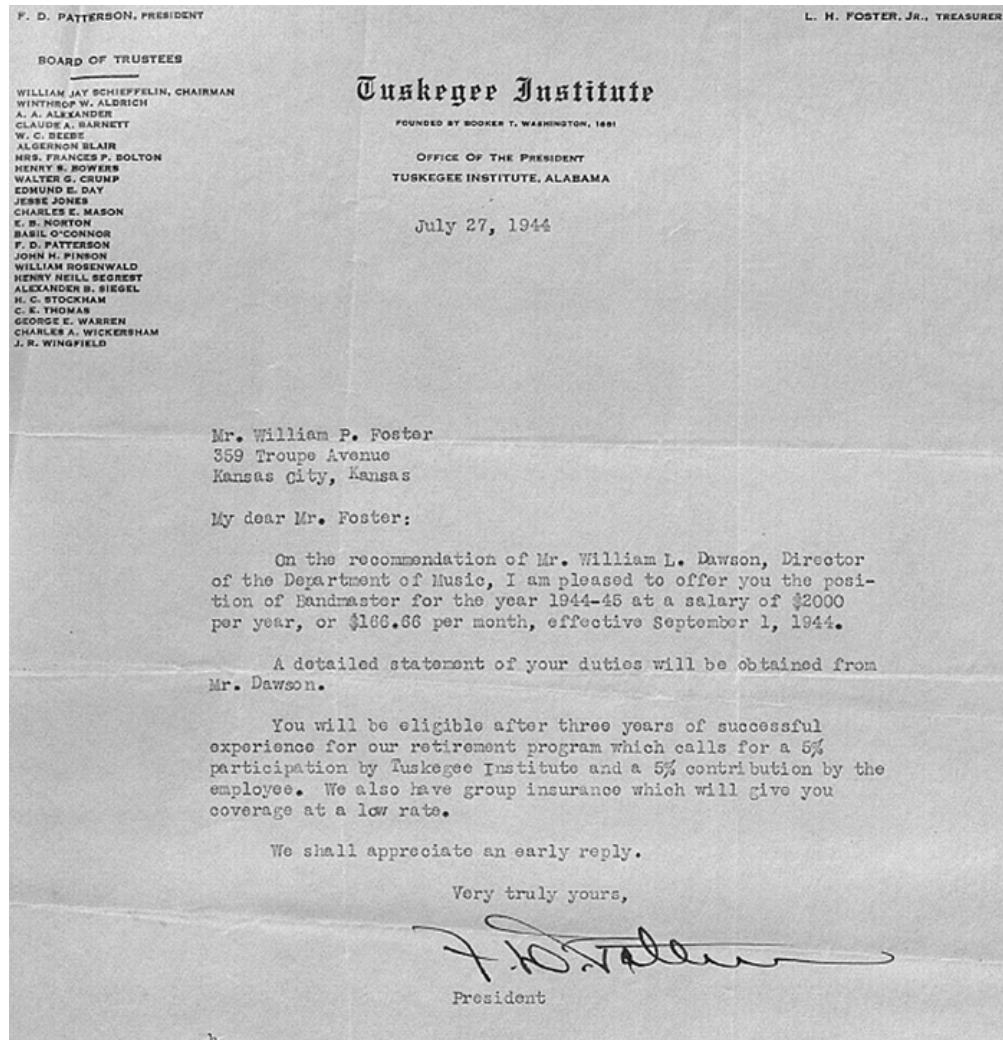 F. D. PATTERSON, PRESIDENT
L. H. FOSTER, JR., TREASURER
BOARD OF TRUSTEES
WILLIAM JAY SCHIEFFELIN, CHAIRMAN
WINTHROP W. ALDRICH
A. A. ALEXANDER
CLAUDE A. BARNETT
W. C. BEEBE
ALGERNON BLAIR
MRS. FRANCES P. BOLTON
HENRY S. BOWERS
WALTER G. CRUMP
EDMUND E. DAY
JESSE JONES
CHARLES E. MASON
E. B. NORTON
BASIL O'CONNOR
F. D. PATTERSON
JOHN H. PINSON
WILLIAM ROSENWALD
HENRY NEILL SEGREST
ALEXANDER B. SIEGEL
H. C. STOCKHAM
C. E. THOMAS
GEORGE E. WARREN
CHARLES A. WICKERSHAM
J. R. WINGFIELD
Tuskegee Institute
FOUNDED BY BOOKER T. WASHINGTON, 1881
OFFICE OF THE PRESIDENT
TUSKEGEE INSTITUTE, ALABAMA
July 27, 1944
Mr. William P. Foster
359 Troupe Avenue
Kansas City, Kansas
My dear Mr. Foster:
On the recommendation of Mr. William L. Dawson, Director
of the Department of Music, I am pleased to offer you the posi-
tion of Bandmaster for the year 1944-45 at a salary of $2000
per year, or $166.66 per month, effective September 1, 1944.
A detailed statement of your duties will be obtained from
Mr. Dawson.
You will be eligible after three years of successful
experience for our retirement program which calls for a 5%
participation by Tuskegee Institute and a 5% contribution by the
employee. We also have group insurance which will give you
coverage at a low rate.
We shall appreciate an early reply.
Very truly yours,
F. D. Patterson
President